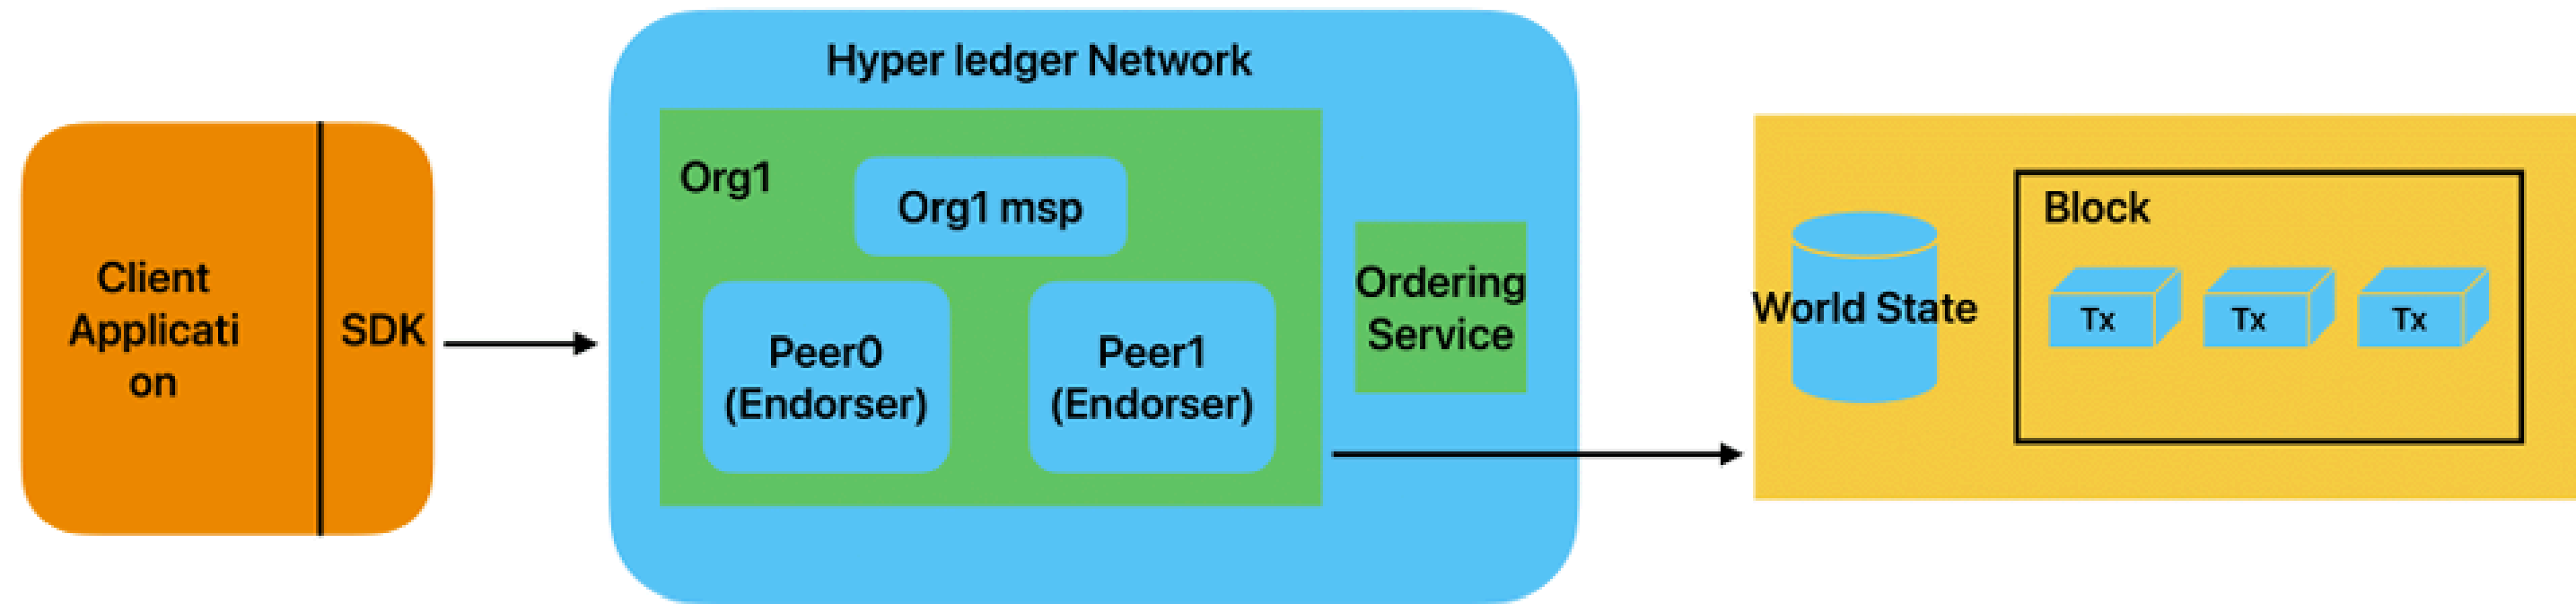 Hyper ledger Network
Client
Applicati
on
SDK
Org1
Org1 msp
Peer0
(Endorser)
Peer1
(Endorser)
Ordering
Service
World State
Block
Tx
Tx
Tx